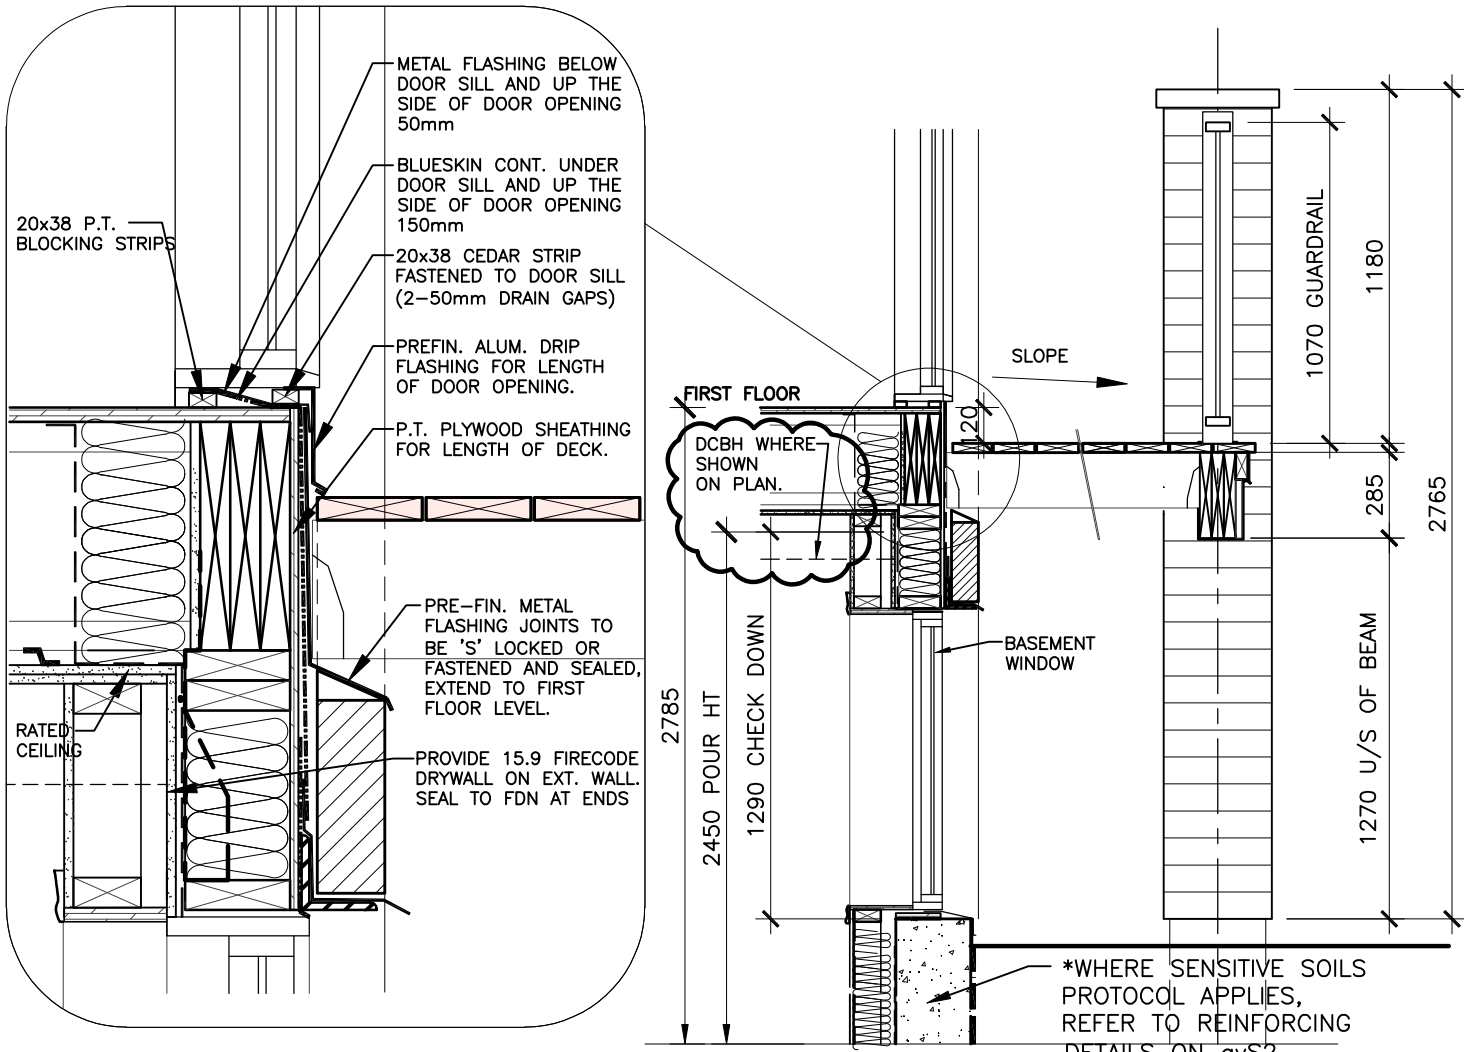 METAL FLASHING BELOW
DOOR SILL AND UP THE
SIDE OF DOOR OPENING
50mm
BLUESKIN CONT. UNDER
DOOR SILL AND UP THE
SIDE OF DOOR OPENING
150mm
20x38 P.T.
BLOCKING STRIPS
20x38 CEDAR STRIP
FASTENED TO DOOR SILL
(2-50mm DRAIN GAPS)
PREFIN. ALUM. DRIP
FLASHING FOR LENGTH
OF DOOR OPENING.
P.T. PLYWOOD SHEATHING
FOR LENGTH OF DECK.
PRE-FIN. METAL
FLASHING JOINTS TO
BE 'S' LOCKED OR
FASTENED AND SEALED,
EXTEND TO FIRST
FLOOR LEVEL.
RATED
CEILING
PROVIDE 15.9 FIRECODE
DRYWALL ON EXT. WALL.
SEAL TO FDN AT ENDS
FIRST FLOOR
DCBH WHERE
SHOWN
ON PLAN.
SLOPE
120
1070 GUARDRAIL
1180
285
2765
1270 U/S OF BEAM
BASEMENT
WINDOW
2785
2450 POUR HT
1290 CHECK DOWN
*WHERE SENSITIVE SOILS
PROTOCOL APPLIES,
REFER TO REINFORCING
DETAILS ON gvS2